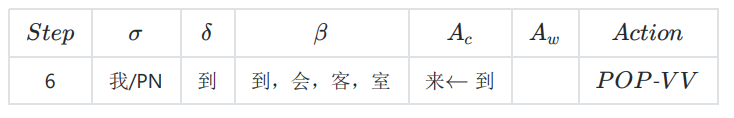 Step σ δ β A_c A_w Action
6 我/PN 到 到，会，客，室 来← 到 POP-VV